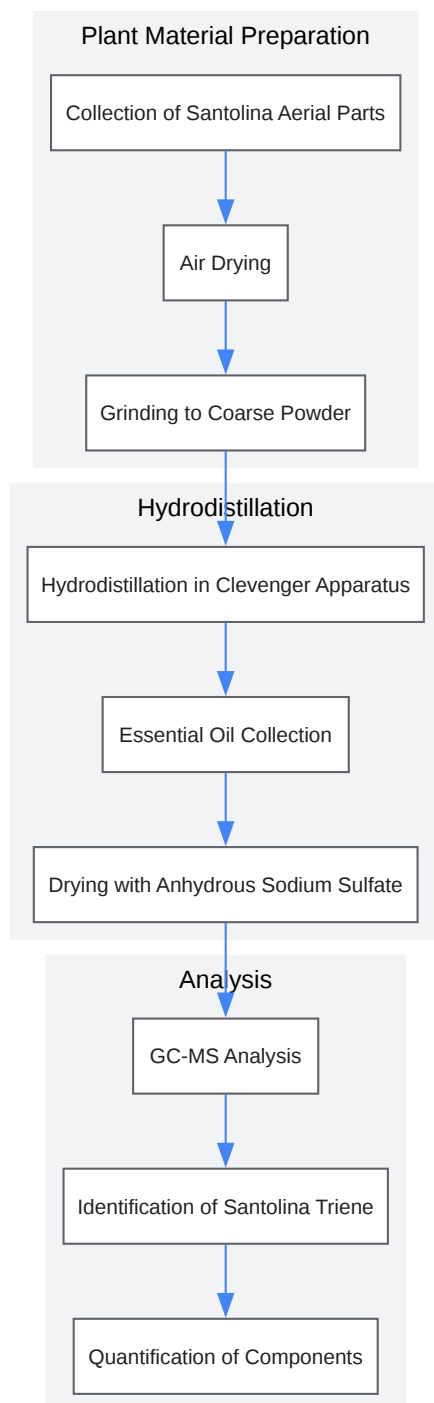 Plant Material Preparation
Collection of Santolina Aerial Parts
Air Drying
Grinding to Coarse Powder
Hydrodistillation
Hydrodistillation in Clevenger Apparatus
Essential Oil Collection
Drying with Anhydrous Sodium Sulfate
Analysis
GC-MS Analysis
Identification of Santolina Triene
Quantification of Components